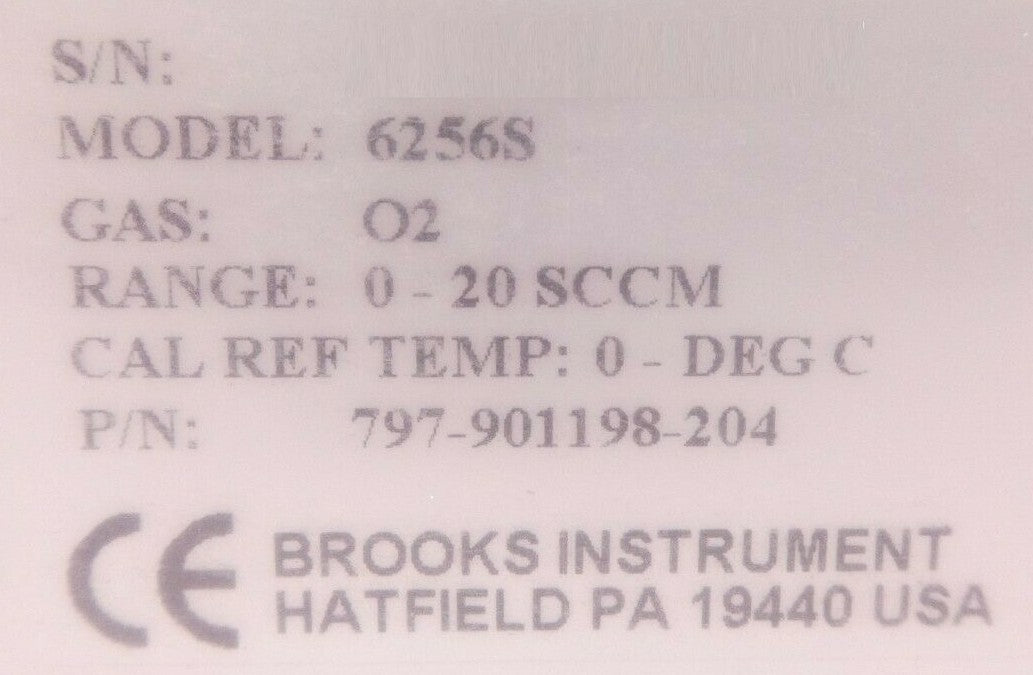 S/N:
MODEL: 6256S
GAS: O2
RANGE: 0 - 20 SCCM
CAL REF TEMP: 0 - DEG C
P/N: 797-901198-204
CE BROOKS INSTRUMENT
HATFIELD PA 19440 USA